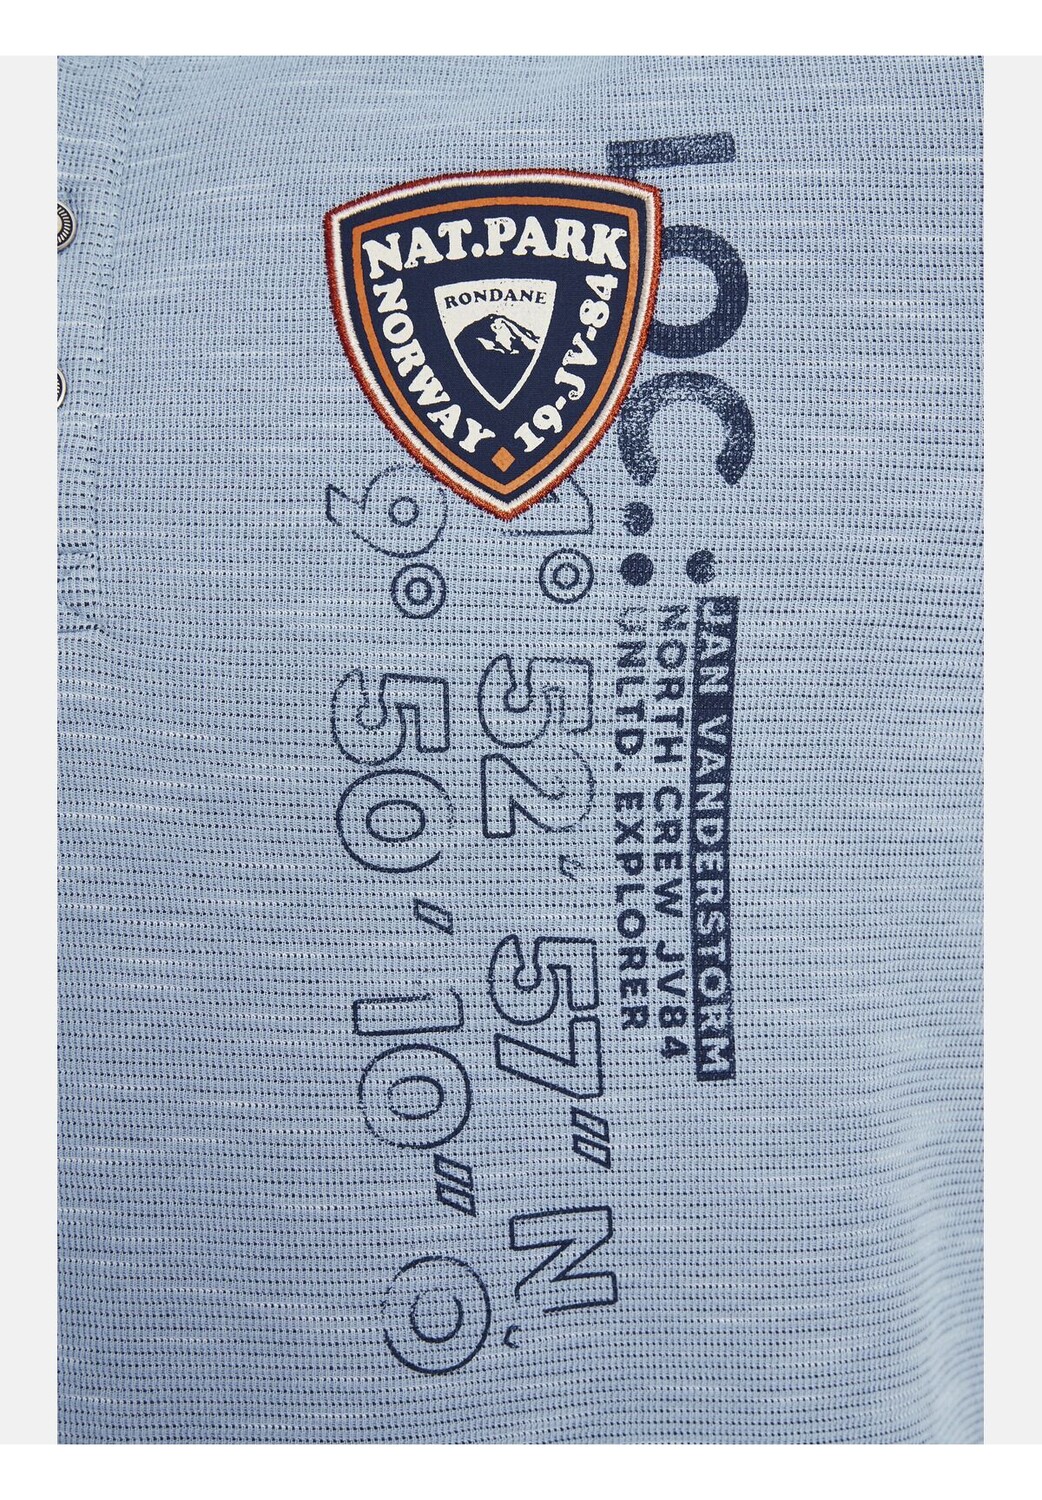 NAT.PARK
NORWAY
19-JV-84
RONDANE
LOC.:
JAN VANDERSTORM
NORTH CREW JV84
UNLTD. EXPLORER
1° 52' 57" N,
9° 50' 10" O